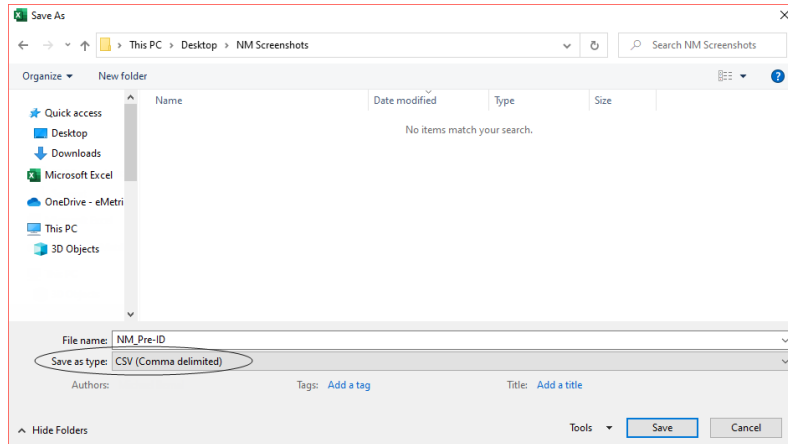 Save As
This PC > Desktop > NM Screenshots
Search NM Screenshots
Organize
New folder
Name
Date modified
Type
Size
Quick access
No items match your search.
Desktop
Downloads
Microsoft Excel
OneDrive - eMetri
This PC
3D Objects
File name: NM_Pre-ID
Save as type: CSV (Comma delimited)
Authors:
Tags: Add a tag
Title: Add a title
Hide Folders
Tools
Save
Cancel